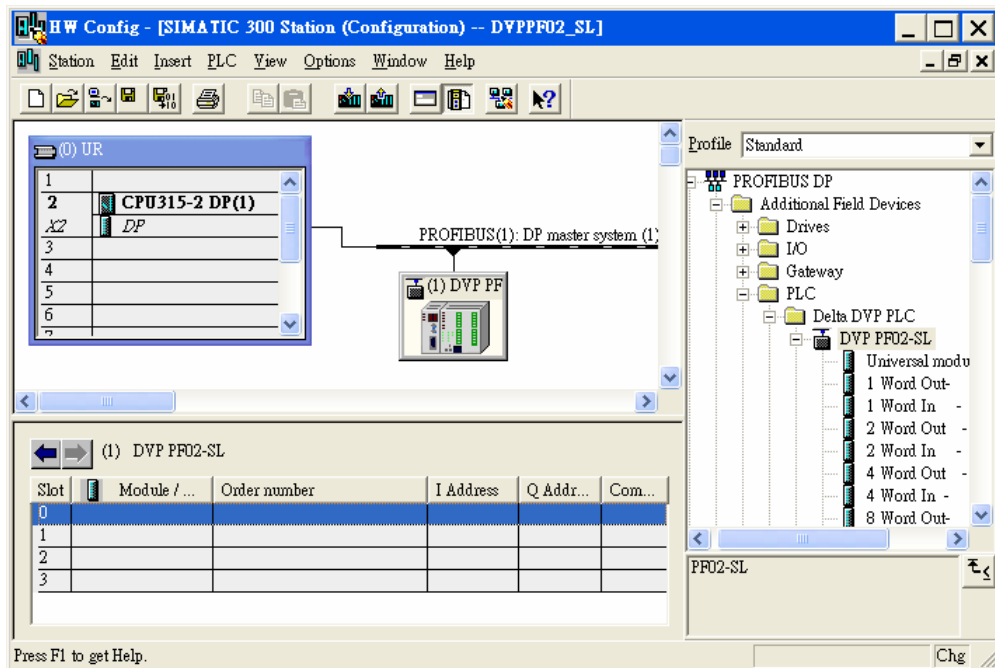 HW Config - [SIMATIC 300 Station (Configuration) -- DVPPF02_SL]
Station Edit Insert PLC View Options Window Help
(0) UR
1
2 CPU315-2 DP(1)
X2 DP
3
4
5
6
7
PROFIBUS(1): DP master system (1)
(1) DVP PF
Profile Standard
PROFIBUS DP
Additional Field Devices
Drives
I/O
Gateway
PLC
Delta DVP PLC
DVP PF02-SL
Universal modu
1 Word Out-
1 Word In -
2 Word Out -
2 Word In -
4 Word Out -
4 Word In -
8 Word Out-
PF02-SL
(1) DVP PF02-SL
Slot Module / ... Order number I Address Q Addr... Com...
0
1
2
3
Press F1 to get Help.
Chg